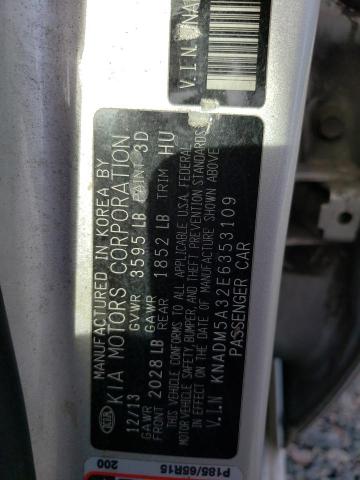 MANUFACTURED IN KOREA BY
KIA MOTORS CORPORATION
KIA
12/13 GVWR 3595 LB PAINT 3D
GAWR FRONT 2028 LB GAWR REAR 1852 LB TRIM HU
THIS VEHICLE CONFORMS TO ALL APPLICABLE U.S.A. FEDERAL
MOTOR VEHICLE SAFETY, BUMPER, AND THEFT PREVENTION STANDARDS
IN EFFECT ON THE DATE OF MANUFACTURE SHOWN ABOVE.
V.I.N KNADM5A32E6353109
PASSENGER CAR
V.I.N
P185/65R15
200